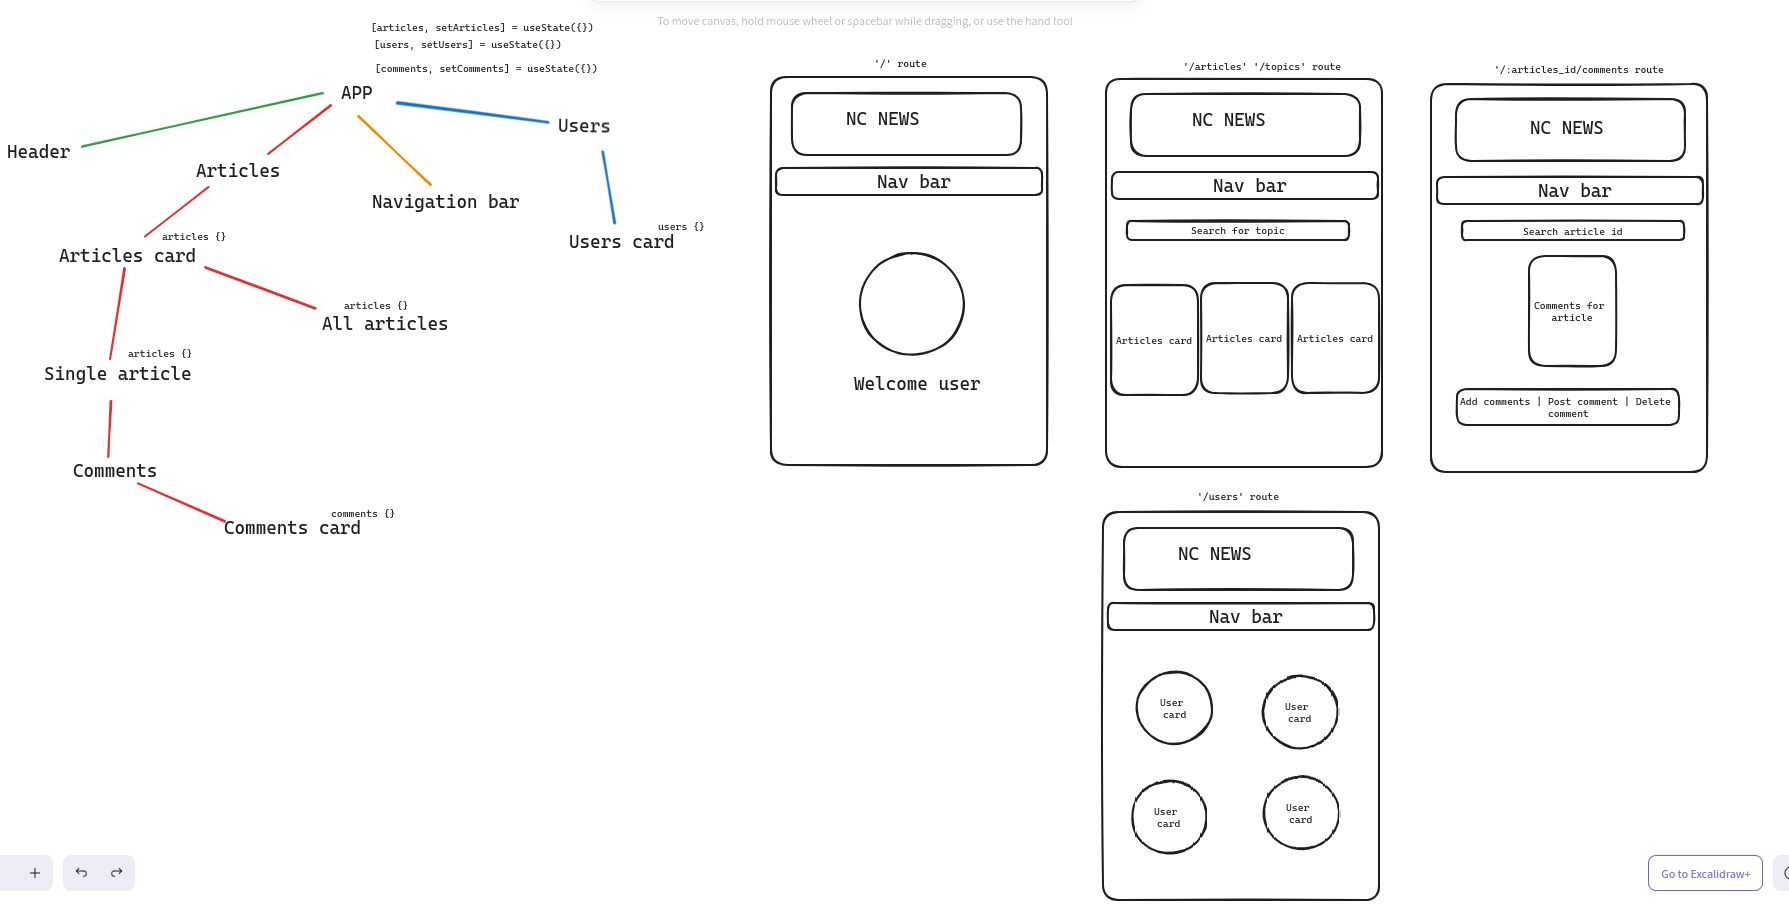 To move canvas, hold mouse wheel or spacebar while dragging, or use the hand tool
[articles, setArticles] = useState({})
[users, setUsers] = useState({})
[comments, setComments] = useState({})
APP
Header
Articles
Navigation bar
Users
users {}
Users card
articles {}
Articles card
articles {}
All articles
articles {}
Single article
Comments
comments {}
Comments card
'/' route
NC NEWS
Nav bar
Welcome user
'/articles' '/topics' route
NC NEWS
Nav bar
Search for topic
Articles card
Articles card
Articles card
'/:articles_id/comments route
NC NEWS
Nav bar
Search article id
Comments for
article
Add comments | Post comment | Delete
comment
'/users' route
NC NEWS
Nav bar
User
card
User
card
User
card
User
card
Go to Excalidraw+